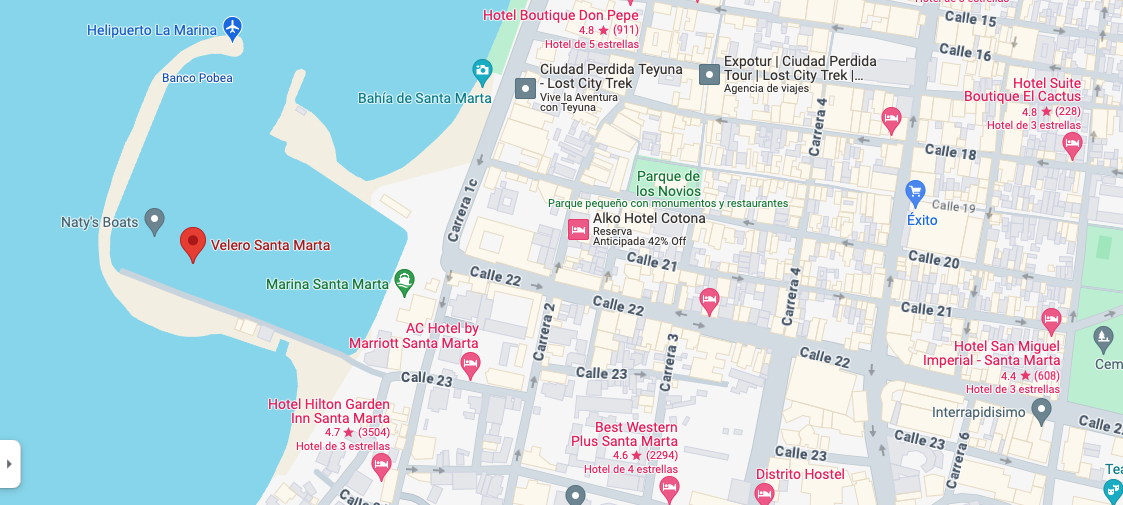 Hotel Boutique Don Pepe
4.8 ★ (911)
Hotel de 5 estrellas
Calle 15
Calle 16
Helipuerto La Marina
Banco Pobea
Bahía de Santa Marta
Ciudad Perdida Teyuna
- Lost City Trek
Vive la Aventura
con Teyuna
Expotur | Ciudad Perdida
Tour | Lost City Trek |...
Agencia de viajes
Hotel Suite
Boutique El Cactus
4.8 ★ (228)
Hotel de 3 estrellas
Carrera 4
Calle 18
Carrera 1c
Parque de
los Novios
Parque pequeño con monumentos y restaurantes
Éxito
Calle 19
Naty's Boats
Velero Santa Marta
Alko Hotel Cotona
Reserva
Anticipada 42% Off
Calle 20
Calle 21
Marina Santa Marta
Calle 22
Calle 22
Carrera 4
Calle 21
AC Hotel by
Marriott Santa Marta
Carrera 2
Carrera 3
Calle 22
Hotel San Miguel
Imperial - Santa Marta
4.4 ★ (608)
Hotel de 3 estrellas
Cem
Calle 23
Calle 23
Hotel Hilton Garden
Inn Santa Marta
4.7 ★ (3504)
Hotel de 3 estrellas
Interrapidisimo
Calle 2
Best Western
Plus Santa Marta
4.6 ★ (2294)
Hotel de 4 estrellas
Calle 23
Calle 23
Carrera 6
Distrito Hostel
Tea